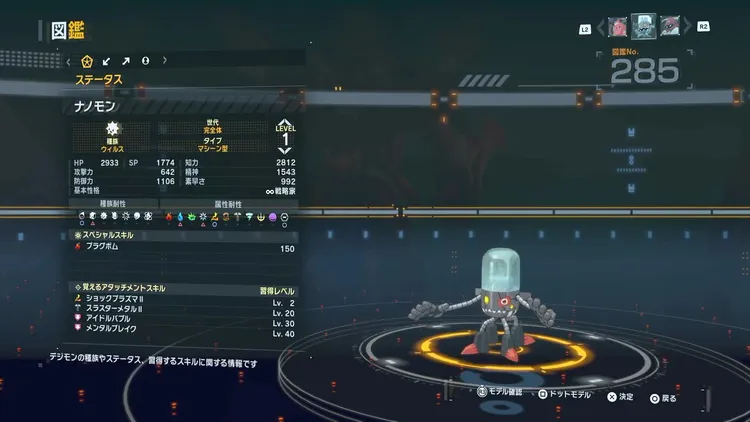 図鑑
L2
R2
図鑑No.
285
ステータス
ナノモン
種族
ウィルス
世代
完全体
タイプ
マシーン型
LEVEL
1
HP 2933 SP 1774 知力 2812
攻撃力 642 精神 1543
防御力 1106 素早さ 992
基本性格 ∞戦略家
種族耐性 属性耐性
スペシャルスキル
プラグボム 150
覚えるアタッチメントスキル 習得レベル
ショックプラズマⅡ Lv. 2
スラスターメタルⅡ Lv. 20
アイドルバブル Lv. 30
メンタルブレイク Lv. 40
デジモンの種族やステータス、習得するスキルに関する情報です
R3 モデル確認 ドットモデル 決定 戻る